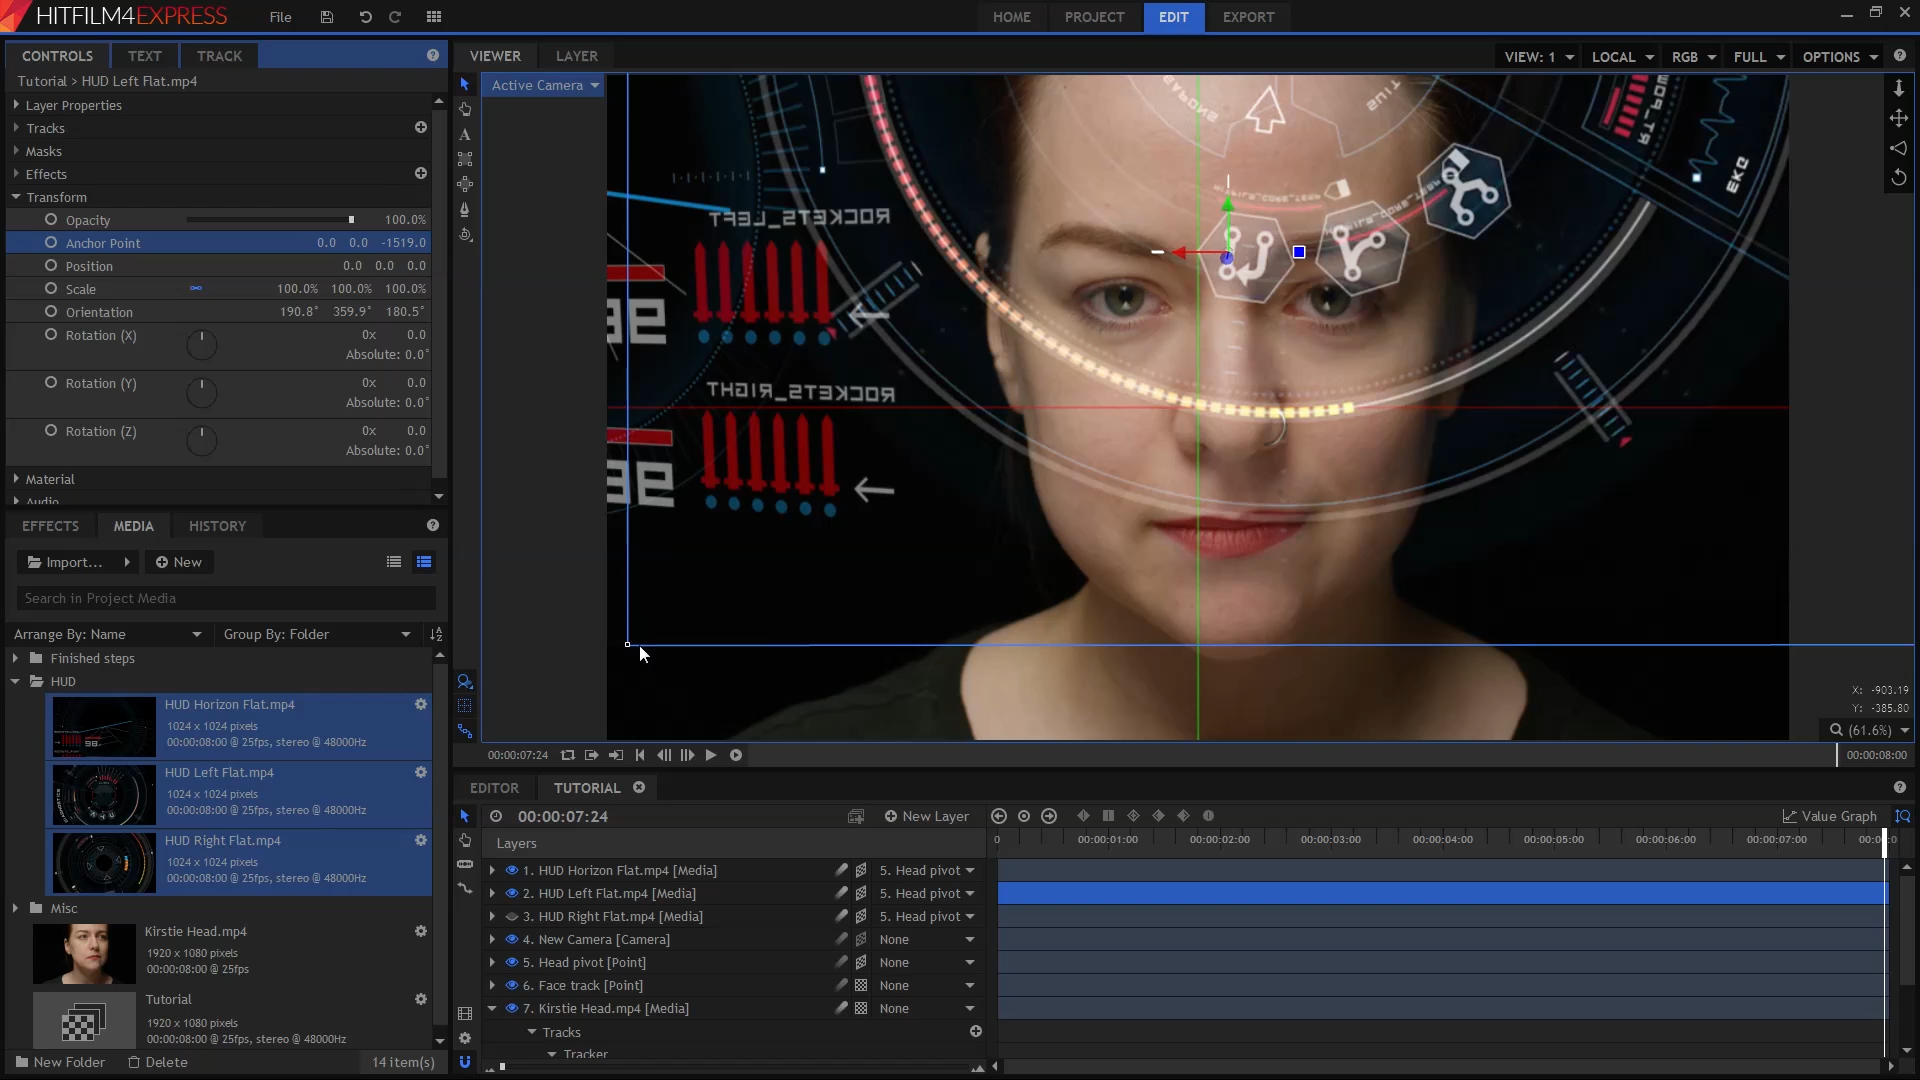 HITFILM4EXPRESS
File
HOME
PROJECT
EDIT
EXPORT
CONTROLS
TEXT
TRACK
Tutorial > HUD Left Flat.mp4
Layer Properties
Tracks
Masks
Effects
Transform
Opacity 100.0%
Anchor Point 0.0 0.0 -1519.0
Position 0.0 0.0 0.0
Scale 100.0% 100.0% 100.0%
Orientation 190.8° 359.9° 180.5°
Rotation (X) 0x 0.0
Absolute: 0.0°
Rotation (Y) 0x 0.0
Absolute: 0.0°
Rotation (Z) 0x 0.0
Absolute: 0.0°
Material
Audio
VIEWER
LAYER
VIEW: 1
LOCAL
RGB
FULL
OPTIONS
Active Camera
ROCKETS_LEFT
98
ROCKETS_RIGHT
98
EKG
X: -903.19
Y: -385.80
(61.6%)
00:00:07:24
00:00:08:00
EFFECTS
MEDIA
HISTORY
Import...
New
Search in Project Media
Arrange By: Name
Group By: Folder
Finished steps
HUD
HUD Horizon Flat.mp4
1024 x 1024 pixels
00:00:08:00 @ 25fps, stereo @ 48000Hz
HUD Left Flat.mp4
1024 x 1024 pixels
00:00:08:00 @ 25fps, stereo @ 48000Hz
HUD Right Flat.mp4
1024 x 1024 pixels
00:00:08:00 @ 25fps, stereo @ 48000Hz
Misc
Kirstie Head.mp4
1920 x 1080 pixels
00:00:08:00 @ 25fps
Tutorial
1920 x 1080 pixels
00:00:08:00 @ 25fps, stereo @ 48000Hz
New Folder
Delete
14 item(s)
EDITOR
TUTORIAL
00:00:07:24
New Layer
Value Graph
Layers
0 00:00:01:00 00:00:02:00 00:00:03:00 00:00:04:00 00:00:05:00 00:00:06:00 00:00:07:00
1. HUD Horizon Flat.mp4 [Media] 5. Head pivot
2. HUD Left Flat.mp4 [Media] 5. Head pivot
3. HUD Right Flat.mp4 [Media] 5. Head pivot
4. New Camera [Camera] None
5. Head pivot [Point] None
6. Face track [Point] None
7. Kirstie Head.mp4 [Media] None
Tracks
Tracker